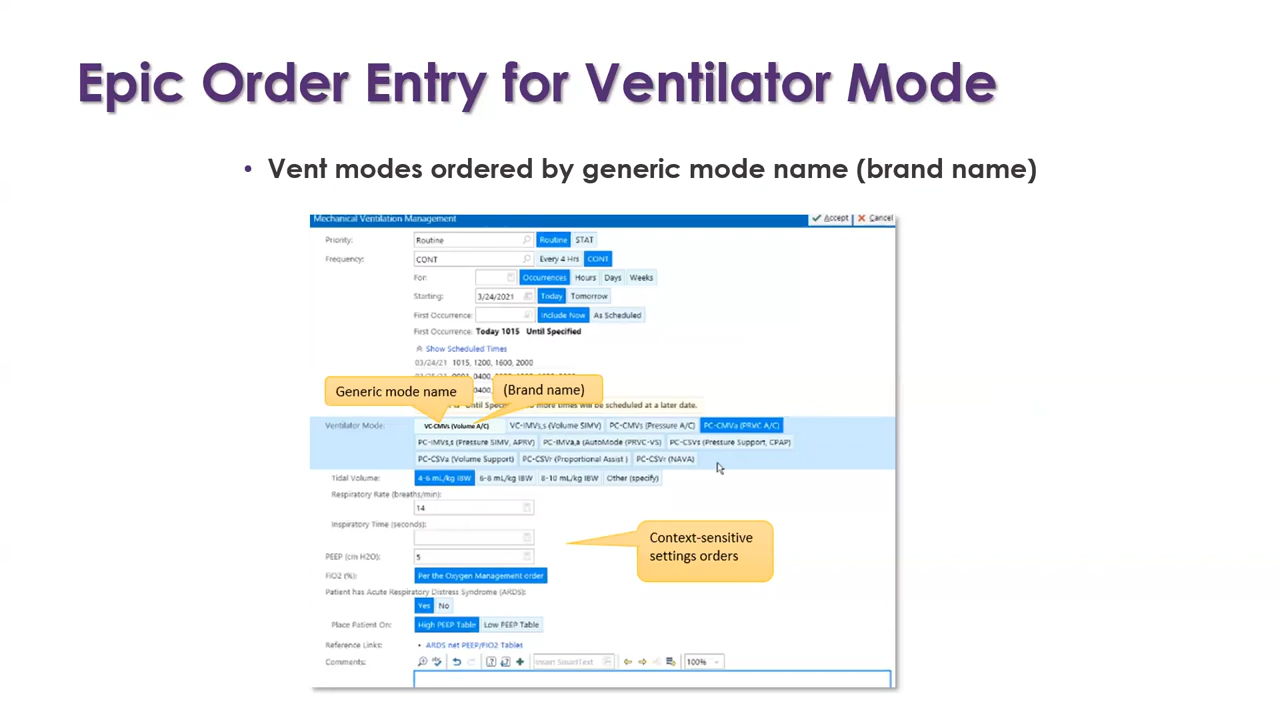 Epic Order Entry for Ventilator Mode
• Vent modes ordered by generic mode name (brand name)
Mechanical Ventilation Management Accept Cancel
Priority: Routine Routine STAT
Frequency: CONT Every 4 Hrs CONT
For: Occurrences Hours Days Weeks
Starting: 3/24/2021 Today Tomorrow
First Occurrence: Include Now As Scheduled
First Occurrence: Today 1015 Until Specified
Show Scheduled Times
03/24/21 1015, 1200, 1600, 2000
Generic mode name (Brand name)
more times will be scheduled at a later date.
Ventilator Mode: VC-CMVs (Volume A/C) VC-IMVs,s (Volume SIMV) PC-CMVs (Pressure A/C) PC-CMVa (PRVC A/C)
PC-IMVs,s (Pressure SIMV, APRV) PC-IMVa,a (AutoMode (PRVC-VS) PC-CSVs (Pressure Support, CPAP)
PC-CSVa (Volume Support) PC-CSVr (Proportional Assist ) PC-CSVr (NAVA)
Tidal Volume: 4-6 mL/kg IBW 6-8 mL/kg IBW 8-10 mL/kg IBW Other (specify)
Respiratory Rate (breaths/min):
14
Inspiratory Time (seconds):
Context-sensitive
settings orders
PEEP (cm H2O): 5
FiO2 (%): Per the Oxygen Management order
Patient has Acute Respiratory Distress Syndrome (ARDS):
Yes No
Place Patient On: High PEEP Table Low PEEP Table
Reference Links: • ARDS net PEEP/FIO2 Tables
Comments: Insert SmartText 100%